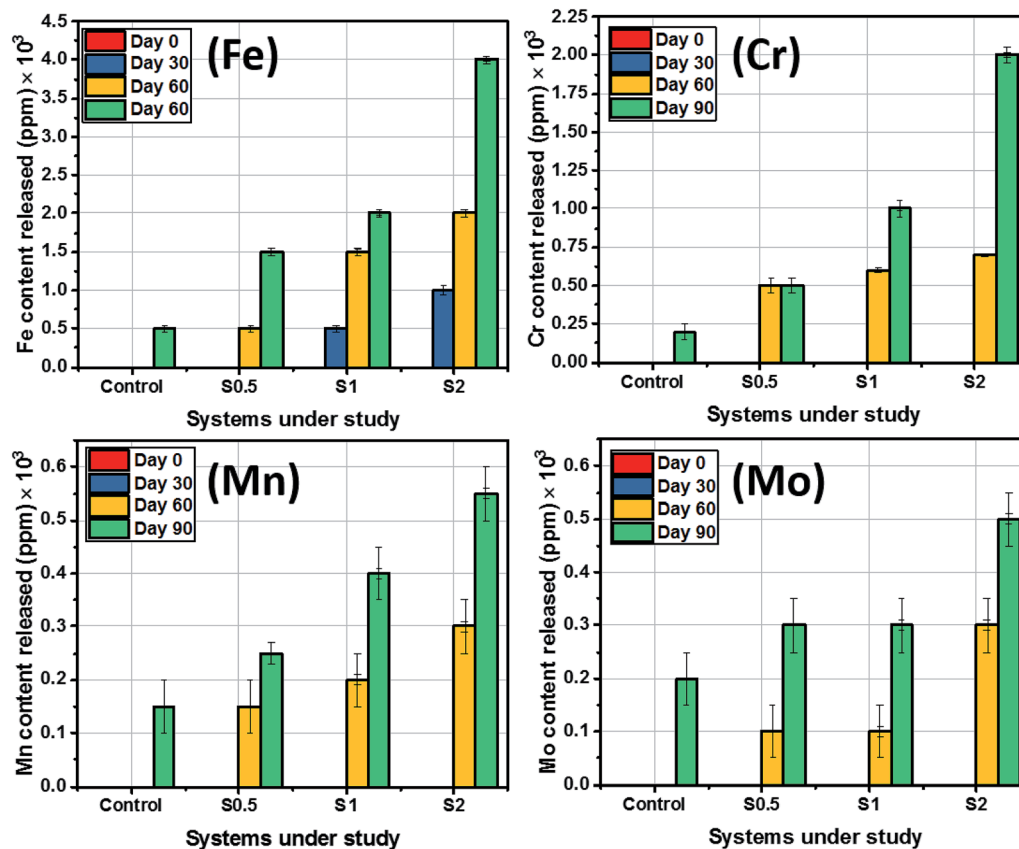 (Fe)
Day 0
Day 30
Day 60
Day 60
Fe content released (ppm) × 10³
4.5
4.0
3.5
3.0
2.5
2.0
1.5
1.0
0.5
0.0
Control S0.5 S1 S2
Systems under study
(Cr)
Day 0
Day 30
Day 60
Day 90
Cr content released (ppm) × 10³
2.25
2.00
1.75
1.50
1.25
1.00
0.75
0.50
0.25
0.00
Control S0.5 S1 S2
Systems under study
(Mn)
Day 0
Day 30
Day 60
Day 90
Mn content released (ppm) × 10³
0.6
0.5
0.4
0.3
0.2
0.1
0.0
Control S0.5 S1 S2
Systems under study
(Mo)
Day 0
Day 30
Day 60
Day 90
Mo content released (ppm) × 10³
0.6
0.5
0.4
0.3
0.2
0.1
0.0
Control S0.5 S1 S2
Systems under study